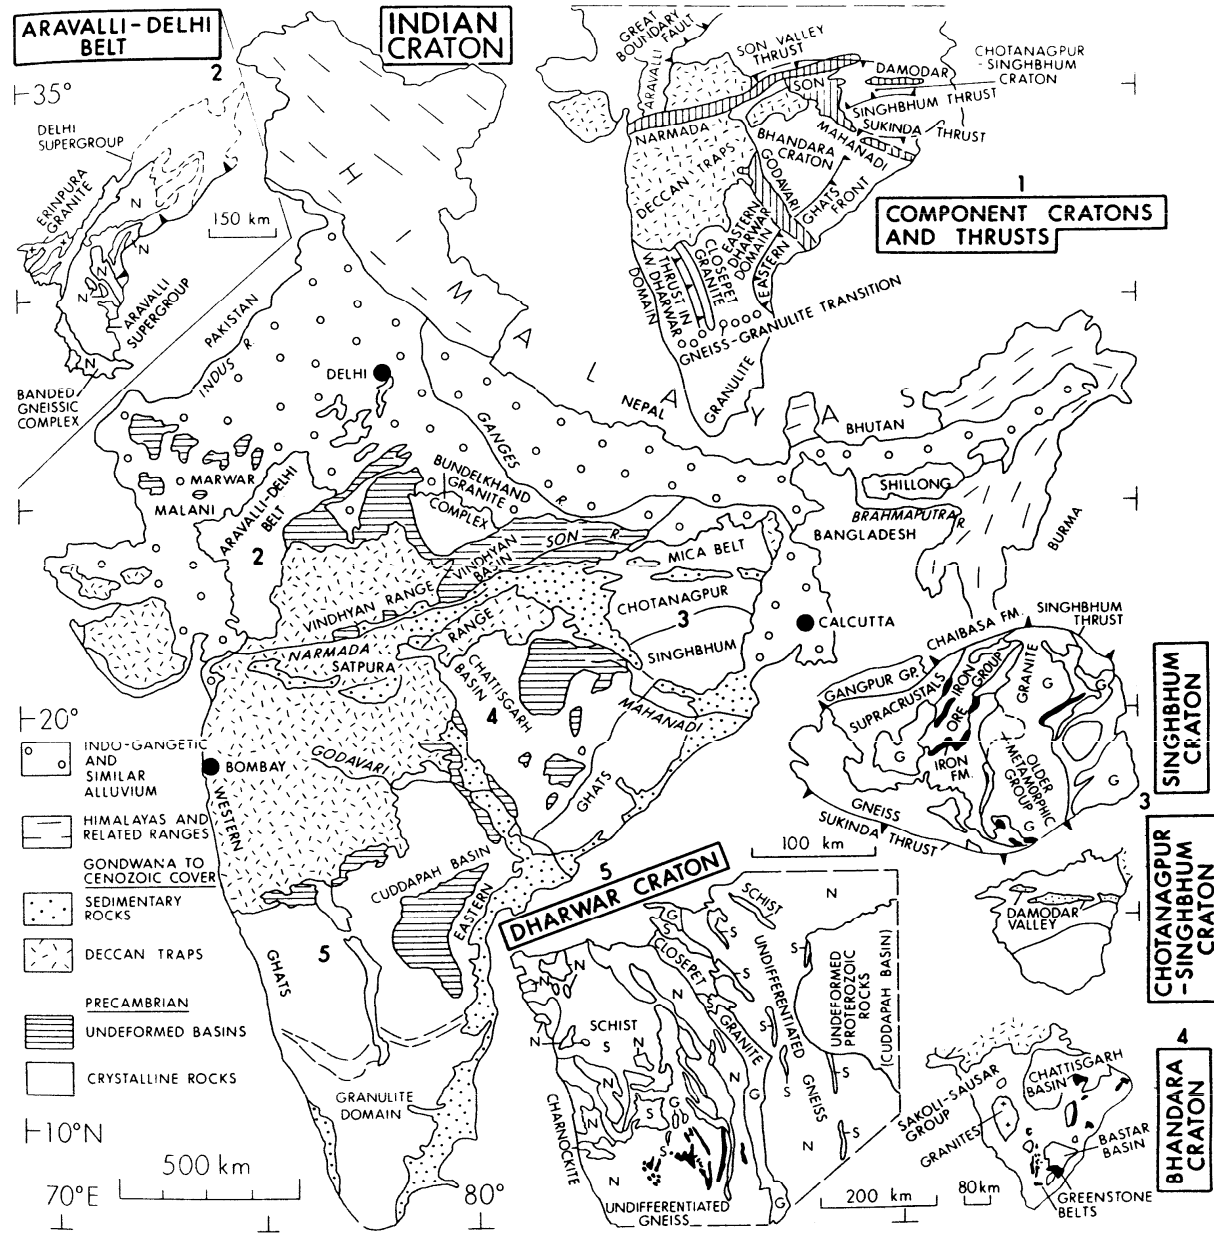 ARAVALLI-DELHI
BELT
2
INDIAN
CRATON
35°
DELHI
SUPERGROUP
ERINPURA
GRANITE
N
N
N
N
N
150 km
ARAVALLI
SUPERGROUP
BANDED
GNEISSIC
COMPLEX
GREAT
BOUNDARY
FAULT
ARAVALLI
SON VALLEY
THRUST
CHOTANAGPUR
-SINGHBHUM
CRATON
DAMODAR
SON
SINGHBHUM THRUST
SUKINDA THRUST
NARMADA
MAHANADI
BHANDARA
CRATON
DECCAN TRAPS
GODAVARI
GHATS
FRONT
EASTERN
DHARWAR
DOMAIN
EASTERN
CLOSEPET
GRANITE
THRUST IN
W. DHARWAR
DOMAIN
GNEISS-GRANULITE TRANSITION
GRANULITE
1
COMPONENT CRATONS
AND THRUSTS
H I M A L A Y A S
PAKISTAN
INDUS R.
DELHI
NEPAL
BHUTAN
GANGES R.
MARWAR
MALANI
ARAVALLI-DELHI
BELT
2
BUNDELKHAND
GRANITE
COMPLEX
SHILLONG
BRAHMAPUTRA R.
BANGLADESH
BURMA
VINDHYAN
BASIN
SON R.
MICA BELT
VINDHYAN RANGE
CHOTANAGPUR
3
SINGHBHUM
CALCUTTA
NARMADA
SATPURA RANGE
CHATTISGARH
BASIN
4
MAHANADI
GODAVARI
BOMBAY
WESTERN
GHATS
GHATS
CUDDAPAH BASIN
EASTERN
5
GRANULITE
DOMAIN
20°
INDO-GANGETIC
AND
SIMILAR
ALLUVIUM
HIMALAYAS AND
RELATED RANGES
GONDWANA TO
CENOZOIC COVER
SEDIMENTARY
ROCKS
DECCAN TRAPS
PRECAMBRIAN
UNDEFORMED BASINS
CRYSTALLINE ROCKS
10°N
500 km
70°E
80°
CHAIBASA FM.
SINGHBHUM
THRUST
GANGPUR GP.
SUPRACRUSTALS
IRON
ORE
GROUP
GRANITE
G
G
G
G
G
IRON
FM.
OLDER
METAMORPHIC
GROUP
GNEISS
SUKINDA THRUST
100 km
SINGHBHUM
CRATON
3
CHOTANAGPUR
-SINGHBHUM
CRATON
DAMODAR
VALLEY
5
DHARWAR CRATON
SCHIST
N
G
S
S
S
S
S
S
S
CLOSEPET
GRANITE
UNDIFFERENTIATED
GNEISS
UNDEFORMED
PROTEROZOIC
ROCKS
(CUDDAPAH BASIN)
N
N
SCHIST
S
N
N
N
N
N
N
S
G
S
G
G
N
N
CHARNOCKITE
UNDIFFERENTIATED
GNEISS
200 km
4
BHANDARA
CRATON
CHATTISGARH
BASIN
SAKOLI-SAUSAR
GROUP
GRANITES
BASTAR
BASIN
GREENSTONE
BELTS
80km